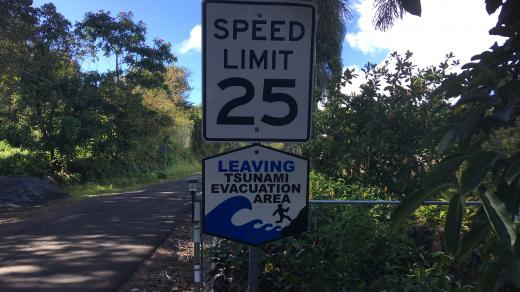 SPEED
LIMIT
25
LEAVING
TSUNAMI
EVACUATION
AREA